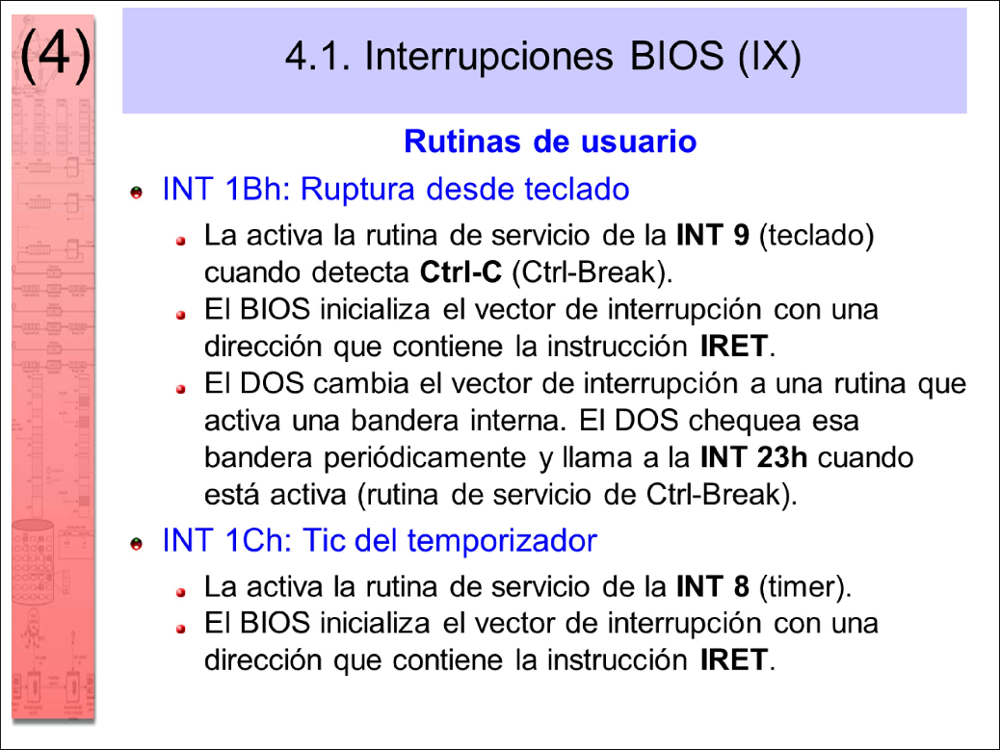 (4)
4.1. Interrupciones BIOS (IX)
Rutinas de usuario
INT 1Bh: Ruptura desde teclado
La activa la rutina de servicio de la INT 9 (teclado)
cuando detecta Ctrl-C (Ctrl-Break).
El BIOS inicializa el vector de interrupción con una
dirección que contiene la instrucción IRET.
El DOS cambia el vector de interrupción a una rutina que
activa una bandera interna. El DOS chequea esa
bandera periódicamente y llama a la INT 23h cuando
está activa (rutina de servicio de Ctrl-Break).
INT 1Ch: Tic del temporizador
La activa la rutina de servicio de la INT 8 (timer).
El BIOS inicializa el vector de interrupción con una
dirección que contiene la instrucción IRET.